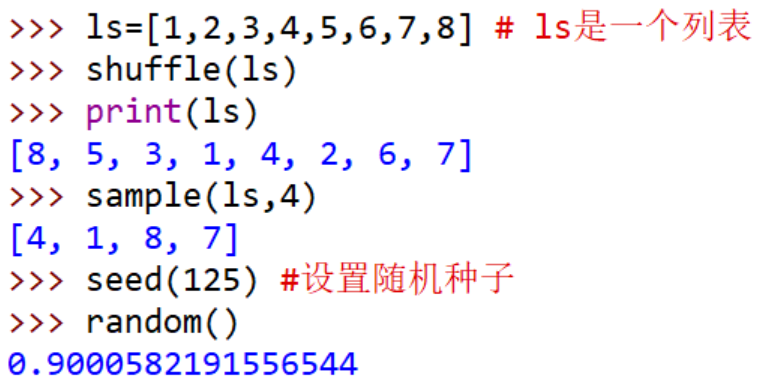 >>> ls=[1,2,3,4,5,6,7,8] # ls是一个列表
>>> shuffle(ls)
>>> print(ls)
[8, 5, 3, 1, 4, 2, 6, 7]
>>> sample(ls,4)
[4, 1, 8, 7]
>>> seed(125) #设置随机种子
>>> random()
0.9000582191556544